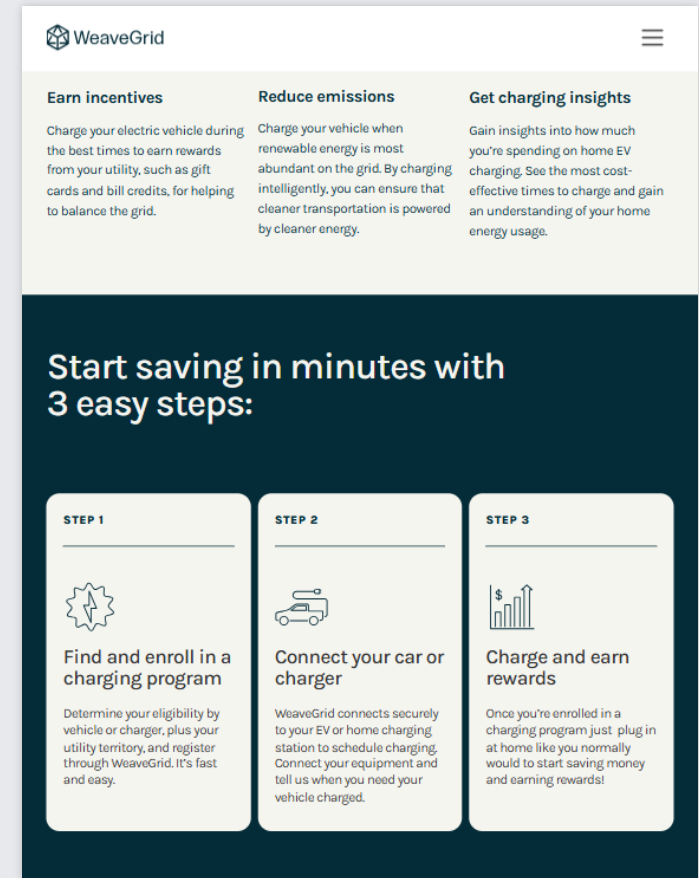 WeaveGrid
Earn incentives
Charge your electric vehicle during
the best times to earn rewards
from your utility, such as gift
cards and bill credits, for helping
to balance the grid.
Reduce emissions
Charge your vehicle when
renewable energy is most
abundant on the grid. By charging
intelligently, you can ensure that
cleaner transportation is powered
by cleaner energy.
Get charging insights
Gain insights into how much
you're spending on home EV
charging. See the most cost-
effective times to charge and gain
an understanding of your home
energy usage.
Start saving in minutes with
3 easy steps:
STEP 1
Find and enroll in a
charging program
Determine your eligibility by
vehicle or charger, plus your
utility territory, and register
through WeaveGrid. It's fast
and easy.
STEP 2
Connect your car or
charger
WeaveGrid connects securely
to your EV or home charging
station to schedule charging.
Connect your equipment and
tell us when you need your
vehicle charged.
STEP 3
$
Charge and earn
rewards
Once you're enrolled in a
charging program just plug in
at home like you normally
would to start saving money
and earning rewards!